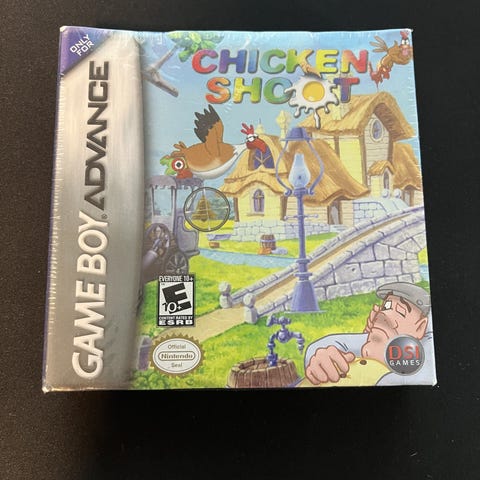 ONLY
FOR
GAME BOY ADVANCE
CHICKEN
SHOOT
EVERYONE 10+
E
10+
CONTENT RATED BY
ESRB
Official
Nintendo
Seal
DSI
GAMES